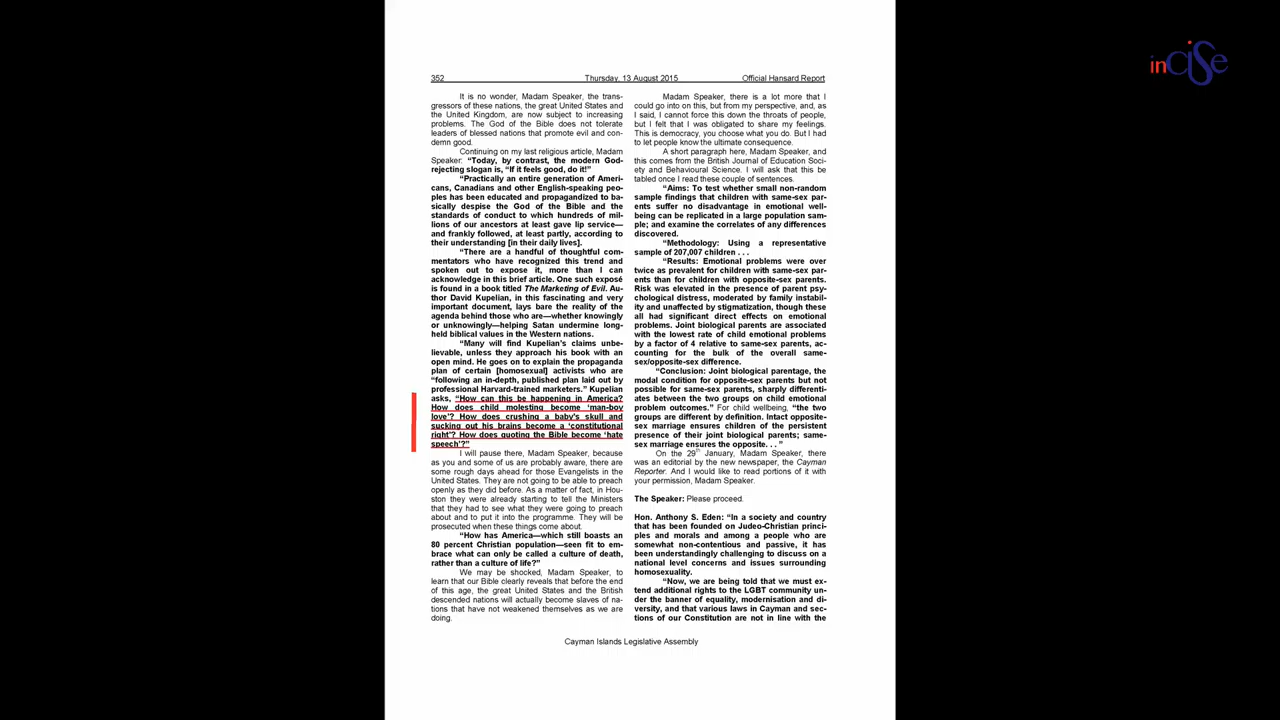 inCiSe
352 Thursday, 13 August 2015 Official Hansard Report
It is no wonder, Madam Speaker, the trans-
gressors of these nations, the great United States and
the United Kingdom, are now subject to increasing
problems. The God of the Bible does not tolerate
leaders of blessed nations that promote evil and con-
demn good.
Continuing on my last religious article, Madam
Speaker: “Today, by contrast, the modern God-
rejecting slogan is, “If it feels good, do it!”
“Practically an entire generation of Ameri-
cans, Canadians and other English-speaking peo-
ples has been educated and propagandized to ba-
sically despise the God of the Bible and the
standards of conduct to which hundreds of mil-
lions of our ancestors at least gave lip service—
and frankly followed, at least partly, according to
their understanding [in their daily lives].
“There are a handful of thoughtful com-
mentators who have recognized this trend and
spoken out to expose it, more than I can
acknowledge in this brief article. One such exposé
is found in a book titled The Marketing of Evil. Au-
thor David Kupelian, in this fascinating and very
important document, lays bare the reality of the
agenda behind those who are—whether knowingly
or unknowingly—helping Satan undermine long-
held biblical values in the Western nations.
“Many will find Kupelian’s claims unbe-
lievable, unless they approach his book with an
open mind. He goes on to explain the propaganda
plan of certain [homosexual] activists who are
“following an in-depth, published plan laid out by
professional Harvard-trained marketers.” Kupelian
asks, “How can this be happening in America?
How does child molesting become ‘man-boy
love’? How does crushing a baby’s skull and
sucking out his brains become a ‘constitutional
right’? How does quoting the Bible become ‘hate
speech’?”
I will pause there, Madam Speaker, because
as you and some of us are probably aware, there are
some rough days ahead for those Evangelists in the
United States. They are not going to be able to preach
openly as they did before. As a matter of fact, in Hou-
ston they were already starting to tell the Ministers
that they had to see what they were going to preach
about and to put it into the programme. They will be
prosecuted when these things come about.
“How has America—which still boasts an
80 percent Christian population—seen fit to em-
brace what can only be called a culture of death,
rather than a culture of life?”
We may be shocked, Madam Speaker, to
learn that our Bible clearly reveals that before the end
of this age, the great United States and the British
descended nations will actually become slaves of na-
tions that have not weakened themselves as we are
doing.
Madam Speaker, there is a lot more that I
could go into on this, but from my perspective, and, as
I said, I cannot force this down the throats of people,
but I felt that I was obligated to share my feelings.
This is democracy, you choose what you do. But I had
to let people know the ultimate consequence.
A short paragraph here, Madam Speaker, and
this comes from the British Journal of Education Soci-
ety and Behavioural Science. I will ask that this be
tabled once I read these couple of sentences.
“Aims: To test whether small non-random
sample findings that children with same-sex par-
ents suffer no disadvantage in emotional well-
being can be replicated in a large population sam-
ple; and examine the correlates of any differences
discovered.
“Methodology: Using a representative
sample of 207,007 children . . .
“Results: Emotional problems were over
twice as prevalent for children with same-sex par-
ents than for children with opposite-sex parents.
Risk was elevated in the presence of parent psy-
chological distress, moderated by family instabil-
ity and unaffected by stigmatization, though these
all had significant direct effects on emotional
problems. Joint biological parents are associated
with the lowest rate of child emotional problems
by a factor of 4 relative to same-sex parents, ac-
counting for the bulk of the overall same-
sex/opposite-sex difference.
“Conclusion: Joint biological parentage, the
modal condition for opposite-sex parents but not
possible for same-sex parents, sharply differenti-
ates between the two groups on child emotional
problem outcomes.” For child wellbeing, “the two
groups are different by definition. Intact opposite-
sex marriage ensures children of the persistent
presence of their joint biological parents; same-
sex marriage ensures the opposite. . . ”
On the 29th January, Madam Speaker, there
was an editorial by the new newspaper, the Cayman
Reporter. And I would like to read portions of it with
your permission, Madam Speaker.
The Speaker: Please proceed.
Hon. Anthony S. Eden: “In a society and country
that has been founded on Judeo-Christian princi-
ples and morals and among a people who are
somewhat non-contentious and passive, it has
been understandingly challenging to discuss on a
national level concerns and issues surrounding
homosexuality.
“Now, we are being told that we must ex-
tend additional rights to the LGBT community un-
der the banner of equality, modernisation and di-
versity, and that various laws in Cayman and sec-
tions of our Constitution are not in line with the
Cayman Islands Legislative Assembly